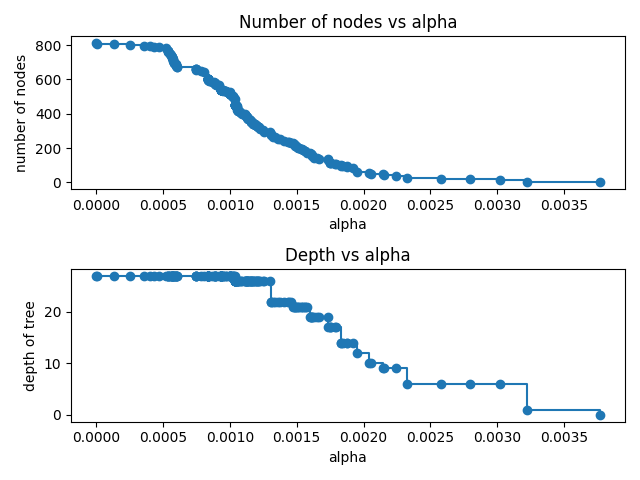 Number of nodes vs alpha
number of nodes
800
600
400
200
0
0.0000 0.0005 0.0010 0.0015 0.0020 0.0025 0.0030 0.0035
alpha
Depth vs alpha
depth of tree
20
10
0
0.0000 0.0005 0.0010 0.0015 0.0020 0.0025 0.0030 0.0035
alpha